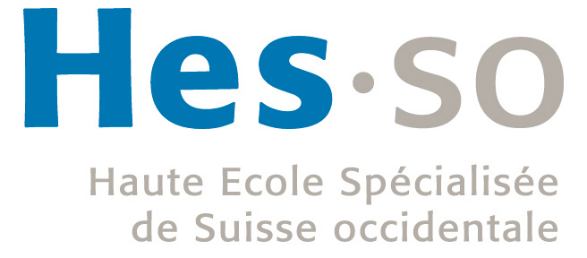 Hes·so
Haute Ecole Spécialisée
de Suisse occidentale